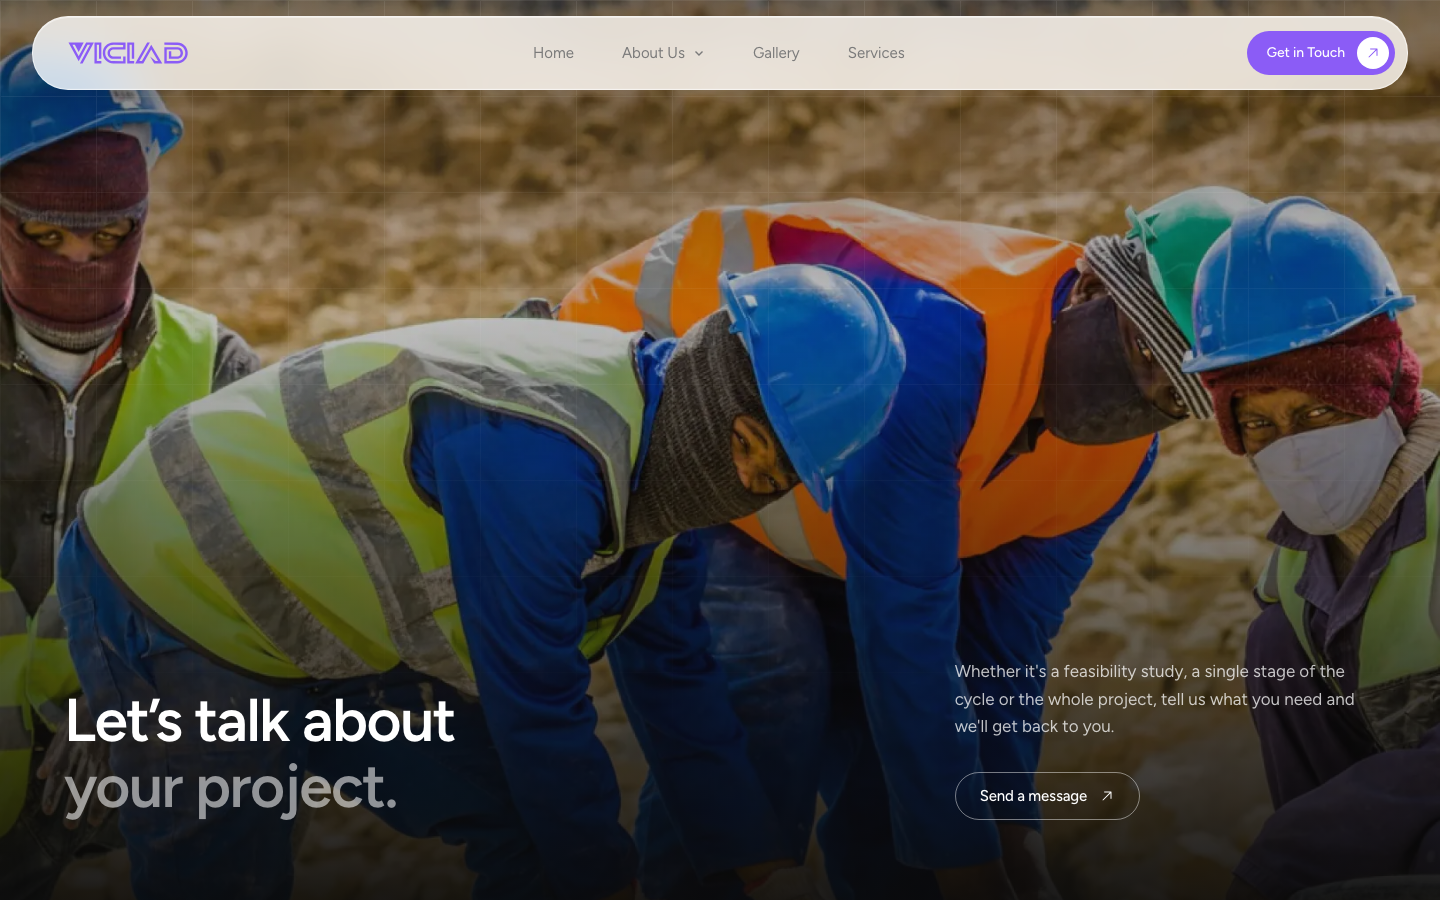 VICIAD
Home
About Us
Gallery
Services
Get in Touch
Let's talk about
your project.
Whether it's a feasibility study, a single stage of the
cycle or the whole project, tell us what you need and
we'll get back to you.
Send a message